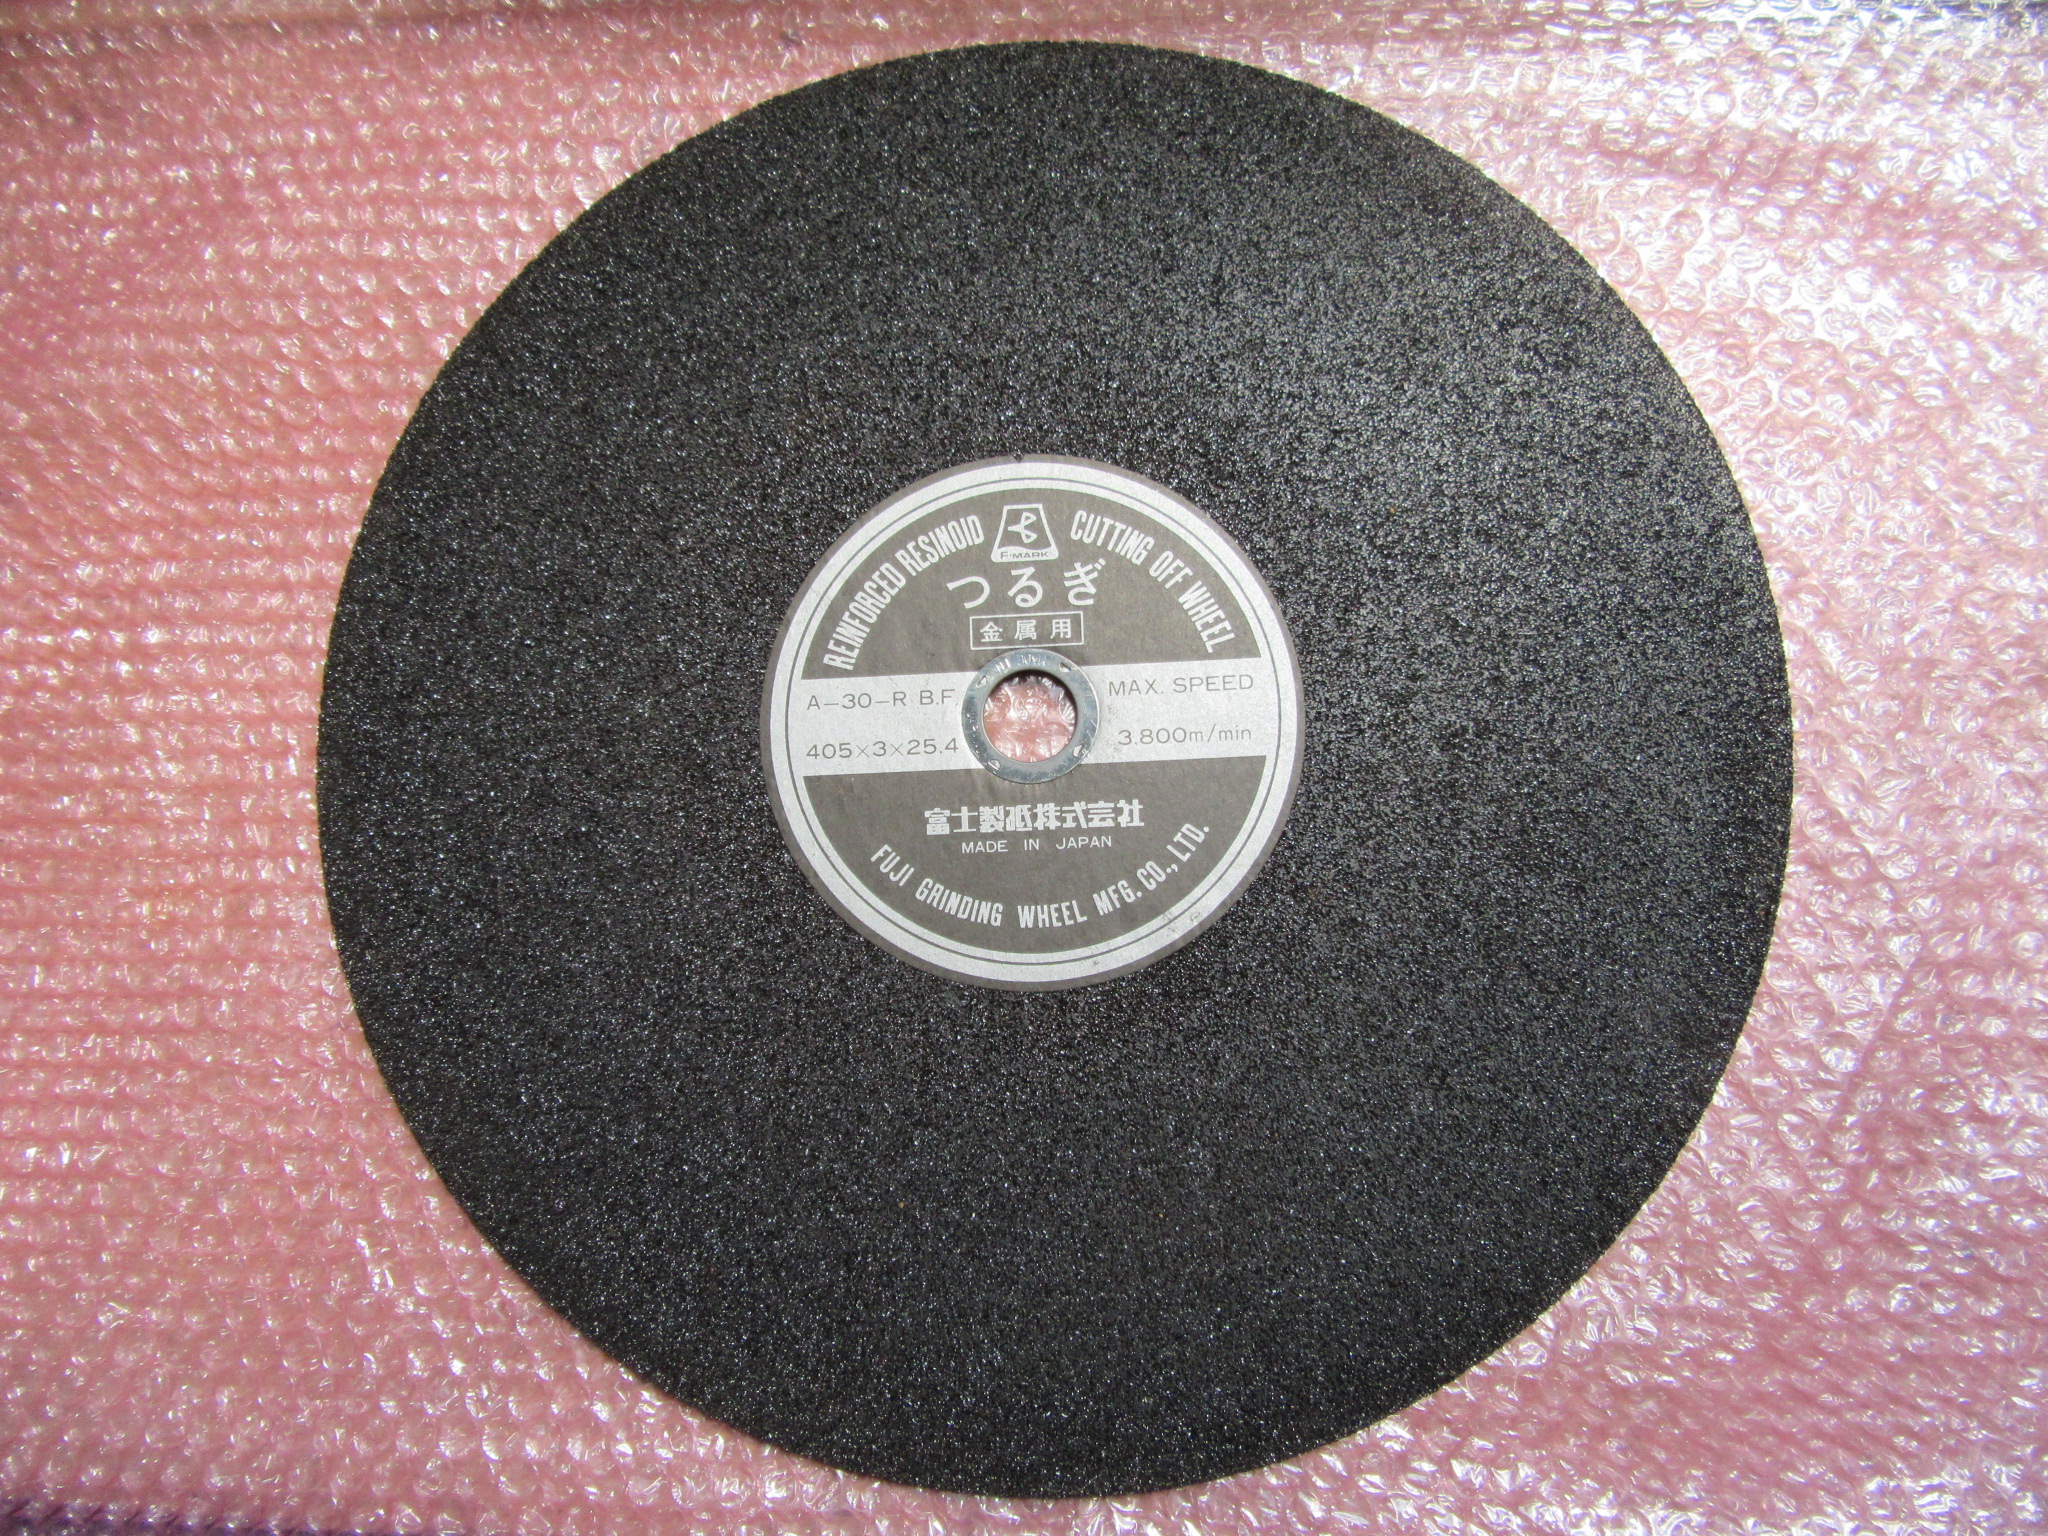 REINFORCED RESINOID CUTTING OFF WHEEL
F-MARK
つるぎ
金属用
A-30-R B.F.
MAX. SPEED
405×3×25.4
3.800m/min
富士製砥株式会社
MADE IN JAPAN
FUJI GRINDING WHEEL MFG. CO., LTD.